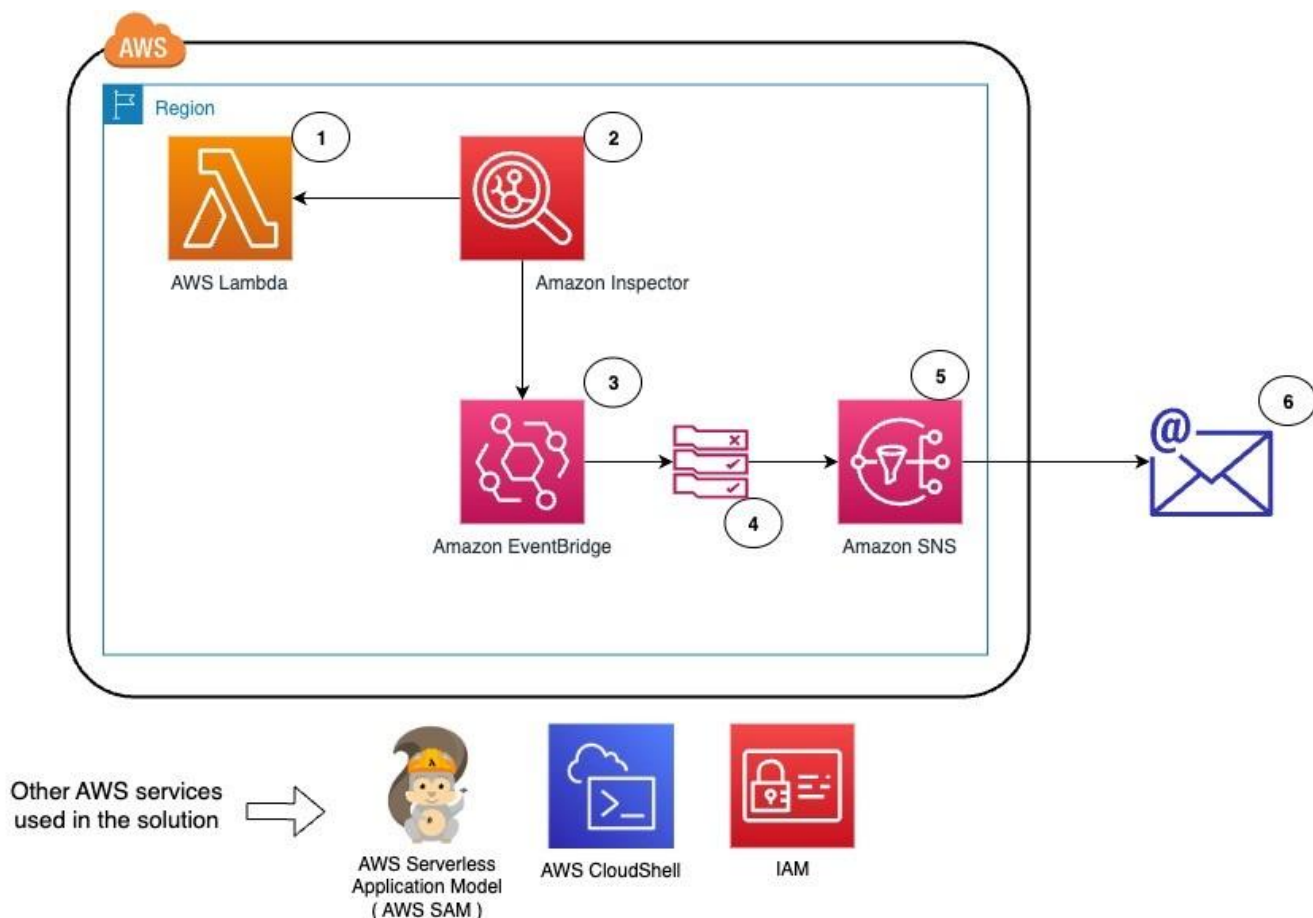 AWS
Region
1
2
AWS Lambda
Amazon Inspector
3
5
@
6
4
Amazon EventBridge
Amazon SNS
Other AWS services
used in the solution
λ
>_
AWS Serverless
Application Model
( AWS SAM )
AWS CloudShell
IAM